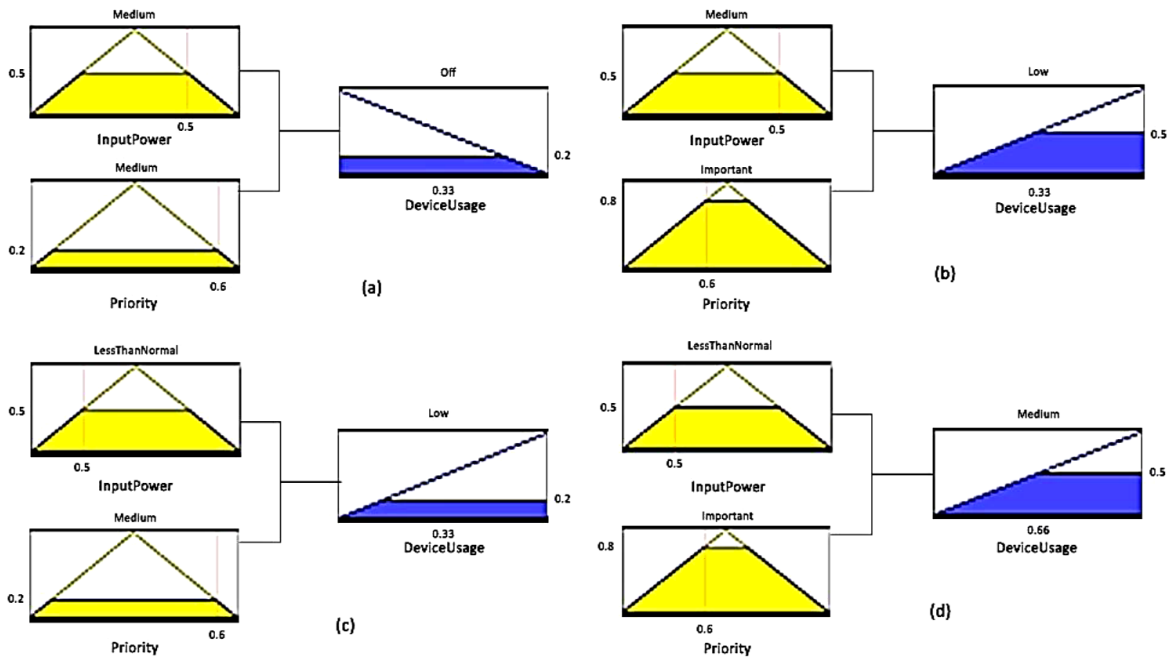 Medium
0.5
0.5
InputPower
Medium
0.2
0.6
Priority
Off
0.2
0.33
DeviceUsage
(a)
Medium
0.5
0.5
InputPower
Important
0.8
0.6
Priority
Low
0.5
0.33
DeviceUsage
(b)
LessThanNormal
0.5
0.5
InputPower
Medium
0.2
0.6
Priority
Low
0.2
0.33
DeviceUsage
(c)
LessThanNormal
0.5
0.5
InputPower
Important
0.8
0.6
Priority
Medium
0.5
0.66
DeviceUsage
(d)